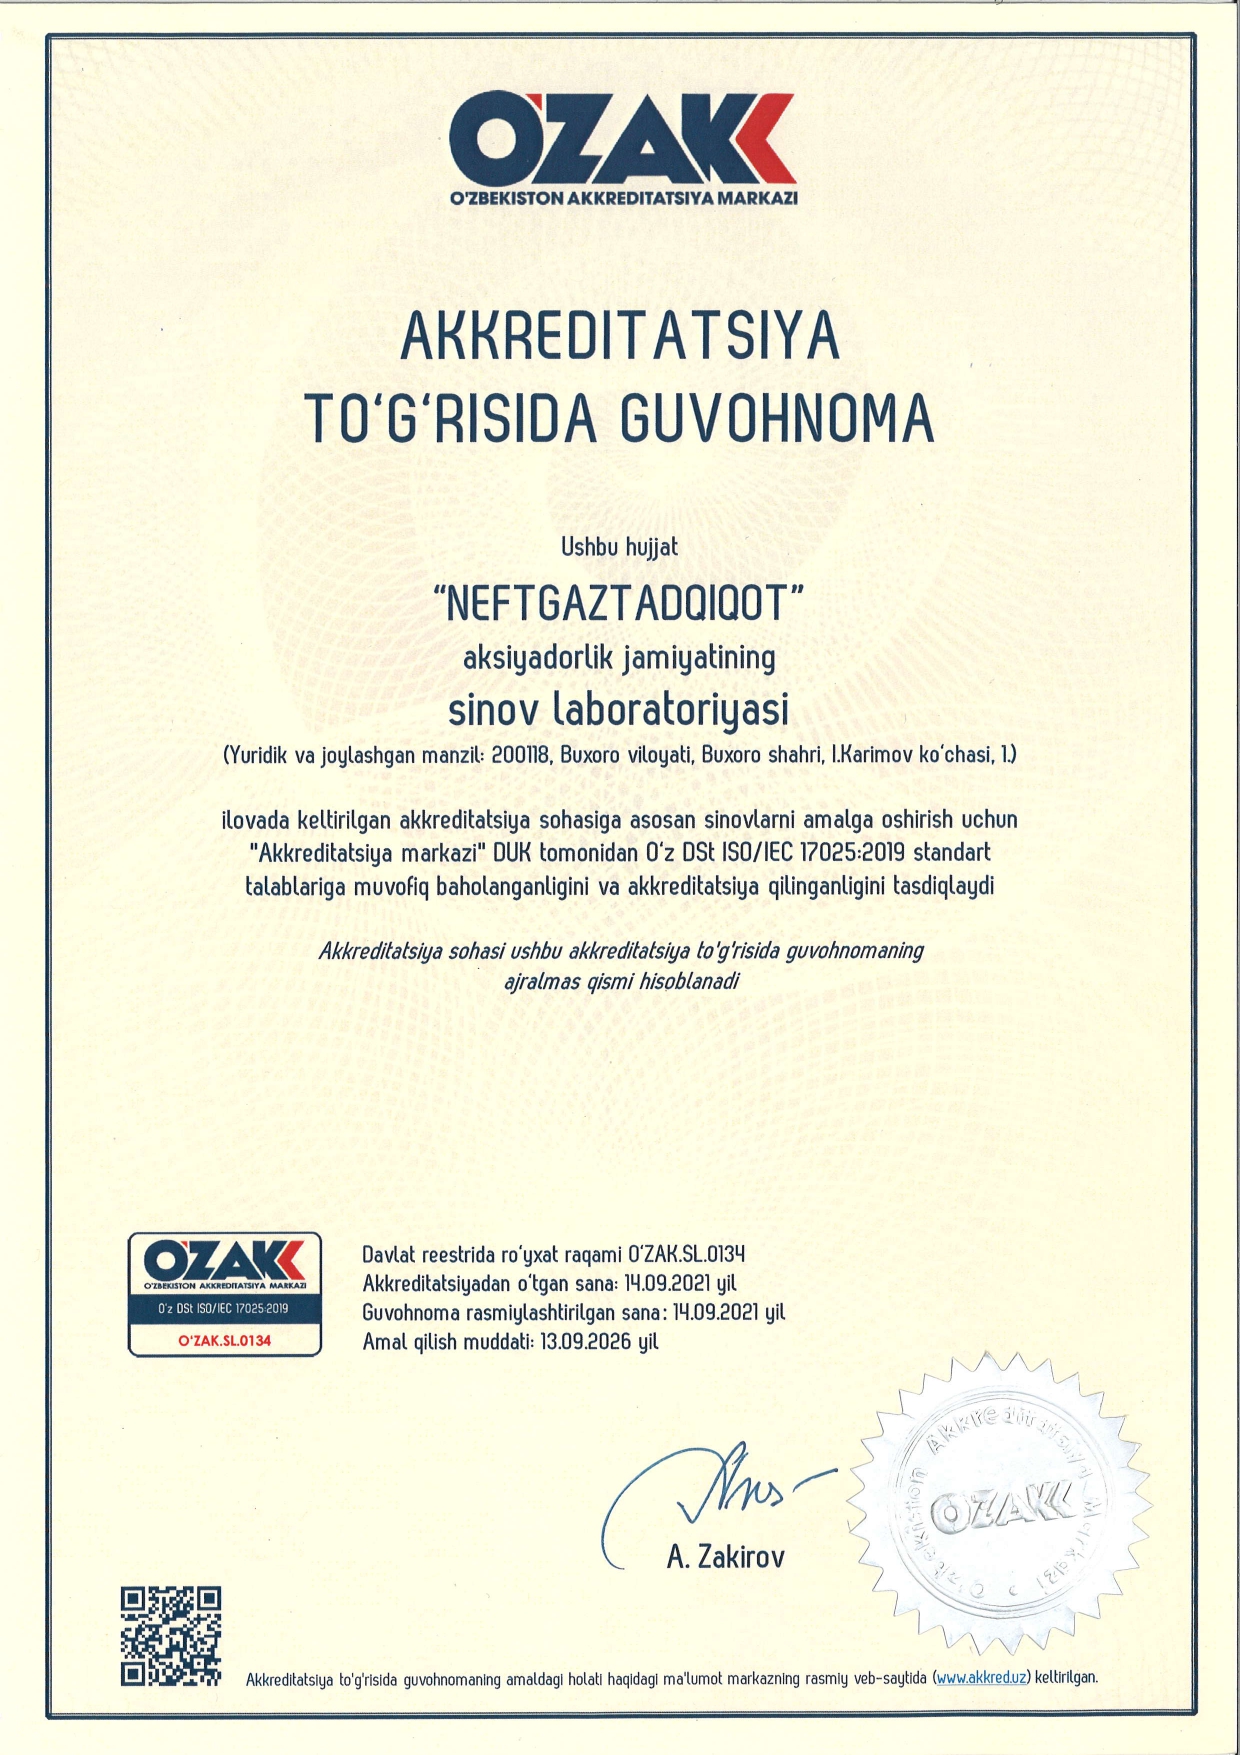 O'ZAKK
O'ZBEKISTON AKKREDITATSIYA MARKAZI
AKKREDITATSIYA
TO‘G‘RISIDA GUVOHNOMA
Ushbu hujjat
“NEFTGAZTADQIQOT”
aksiyadorlik jamiyatining
sinov laboratoriyasi
(Yuridik va joylashgan manzil: 200118, Buxoro viloyati, Buxoro shahri, I.Karimov ko‘chasi, 1.)
ilovada keltirilgan akkreditatsiya sohasiga asosan sinovlarni amalga oshirish uchun
"Akkreditatsiya markazi" DUK tomonidan O‘z DSt ISO/IEC 17025:2019 standart
talablariga muvofiq baholanganligini va akkreditatsiya qilinganligini tasdiqlaydi
Akkreditatsiya sohasi ushbu akkreditatsiya to'g'risida guvohnomaning
ajralmas qismi hisoblanadi
O'ZAKK
O'ZBEKISTON AKKREDITATSIYA MARKAZI
O'z DSt ISO/IEC 17025:2019
O'ZAK.SL.0134
Davlat reestrida ro‘yxat raqami O‘ZAK.SL.0134
Akkreditatsiyadan o‘tgan sana: 14.09.2021 yil
Guvohnoma rasmiylashtirilgan sana: 14.09.2021 yil
Amal qilish muddati: 13.09.2026 yil
A. Zakirov
O'zbekiston Akkreditatsiya Markazi
O'ZAKK
Akkreditatsiya to'g'risida guvohnomaning amaldagi holati haqidagi ma'lumot markazning rasmiy veb-saytida (www.akkred.uz) keltirilgan.